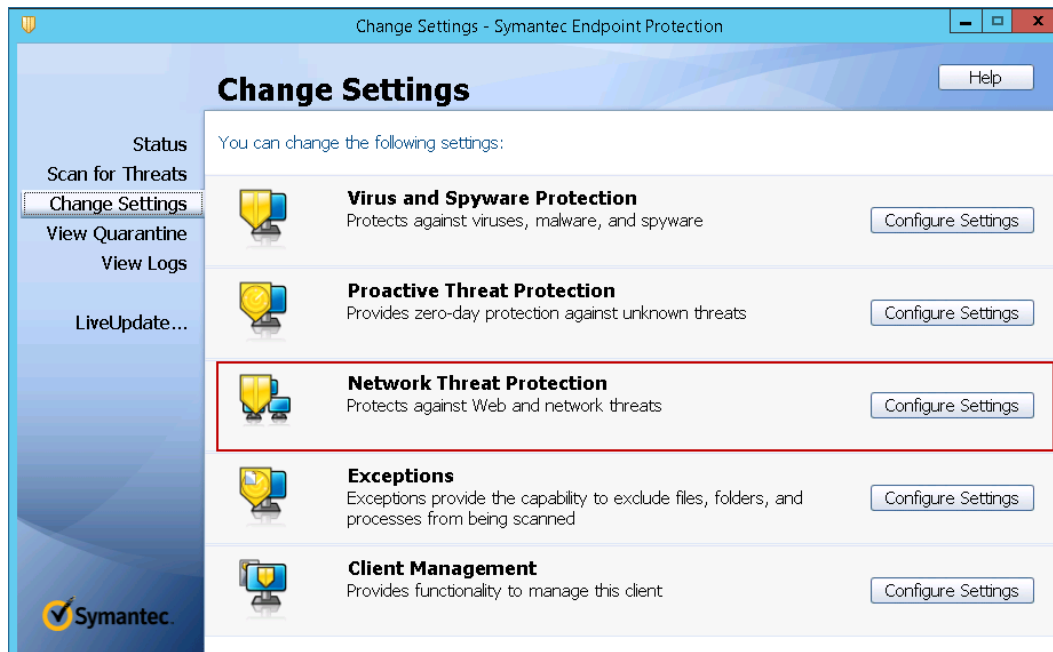 Change Settings - Symantec Endpoint Protection
Change Settings
Help
Status
Scan for Threats
Change Settings
View Quarantine
View Logs
LiveUpdate...
You can change the following settings:
Virus and Spyware Protection
Protects against viruses, malware, and spyware
Configure Settings
Proactive Threat Protection
Provides zero-day protection against unknown threats
Configure Settings
Network Threat Protection
Protects against Web and network threats
Configure Settings
Exceptions
Exceptions provide the capability to exclude files, folders, and
processes from being scanned
Configure Settings
Client Management
Provides functionality to manage this client
Configure Settings
Symantec.